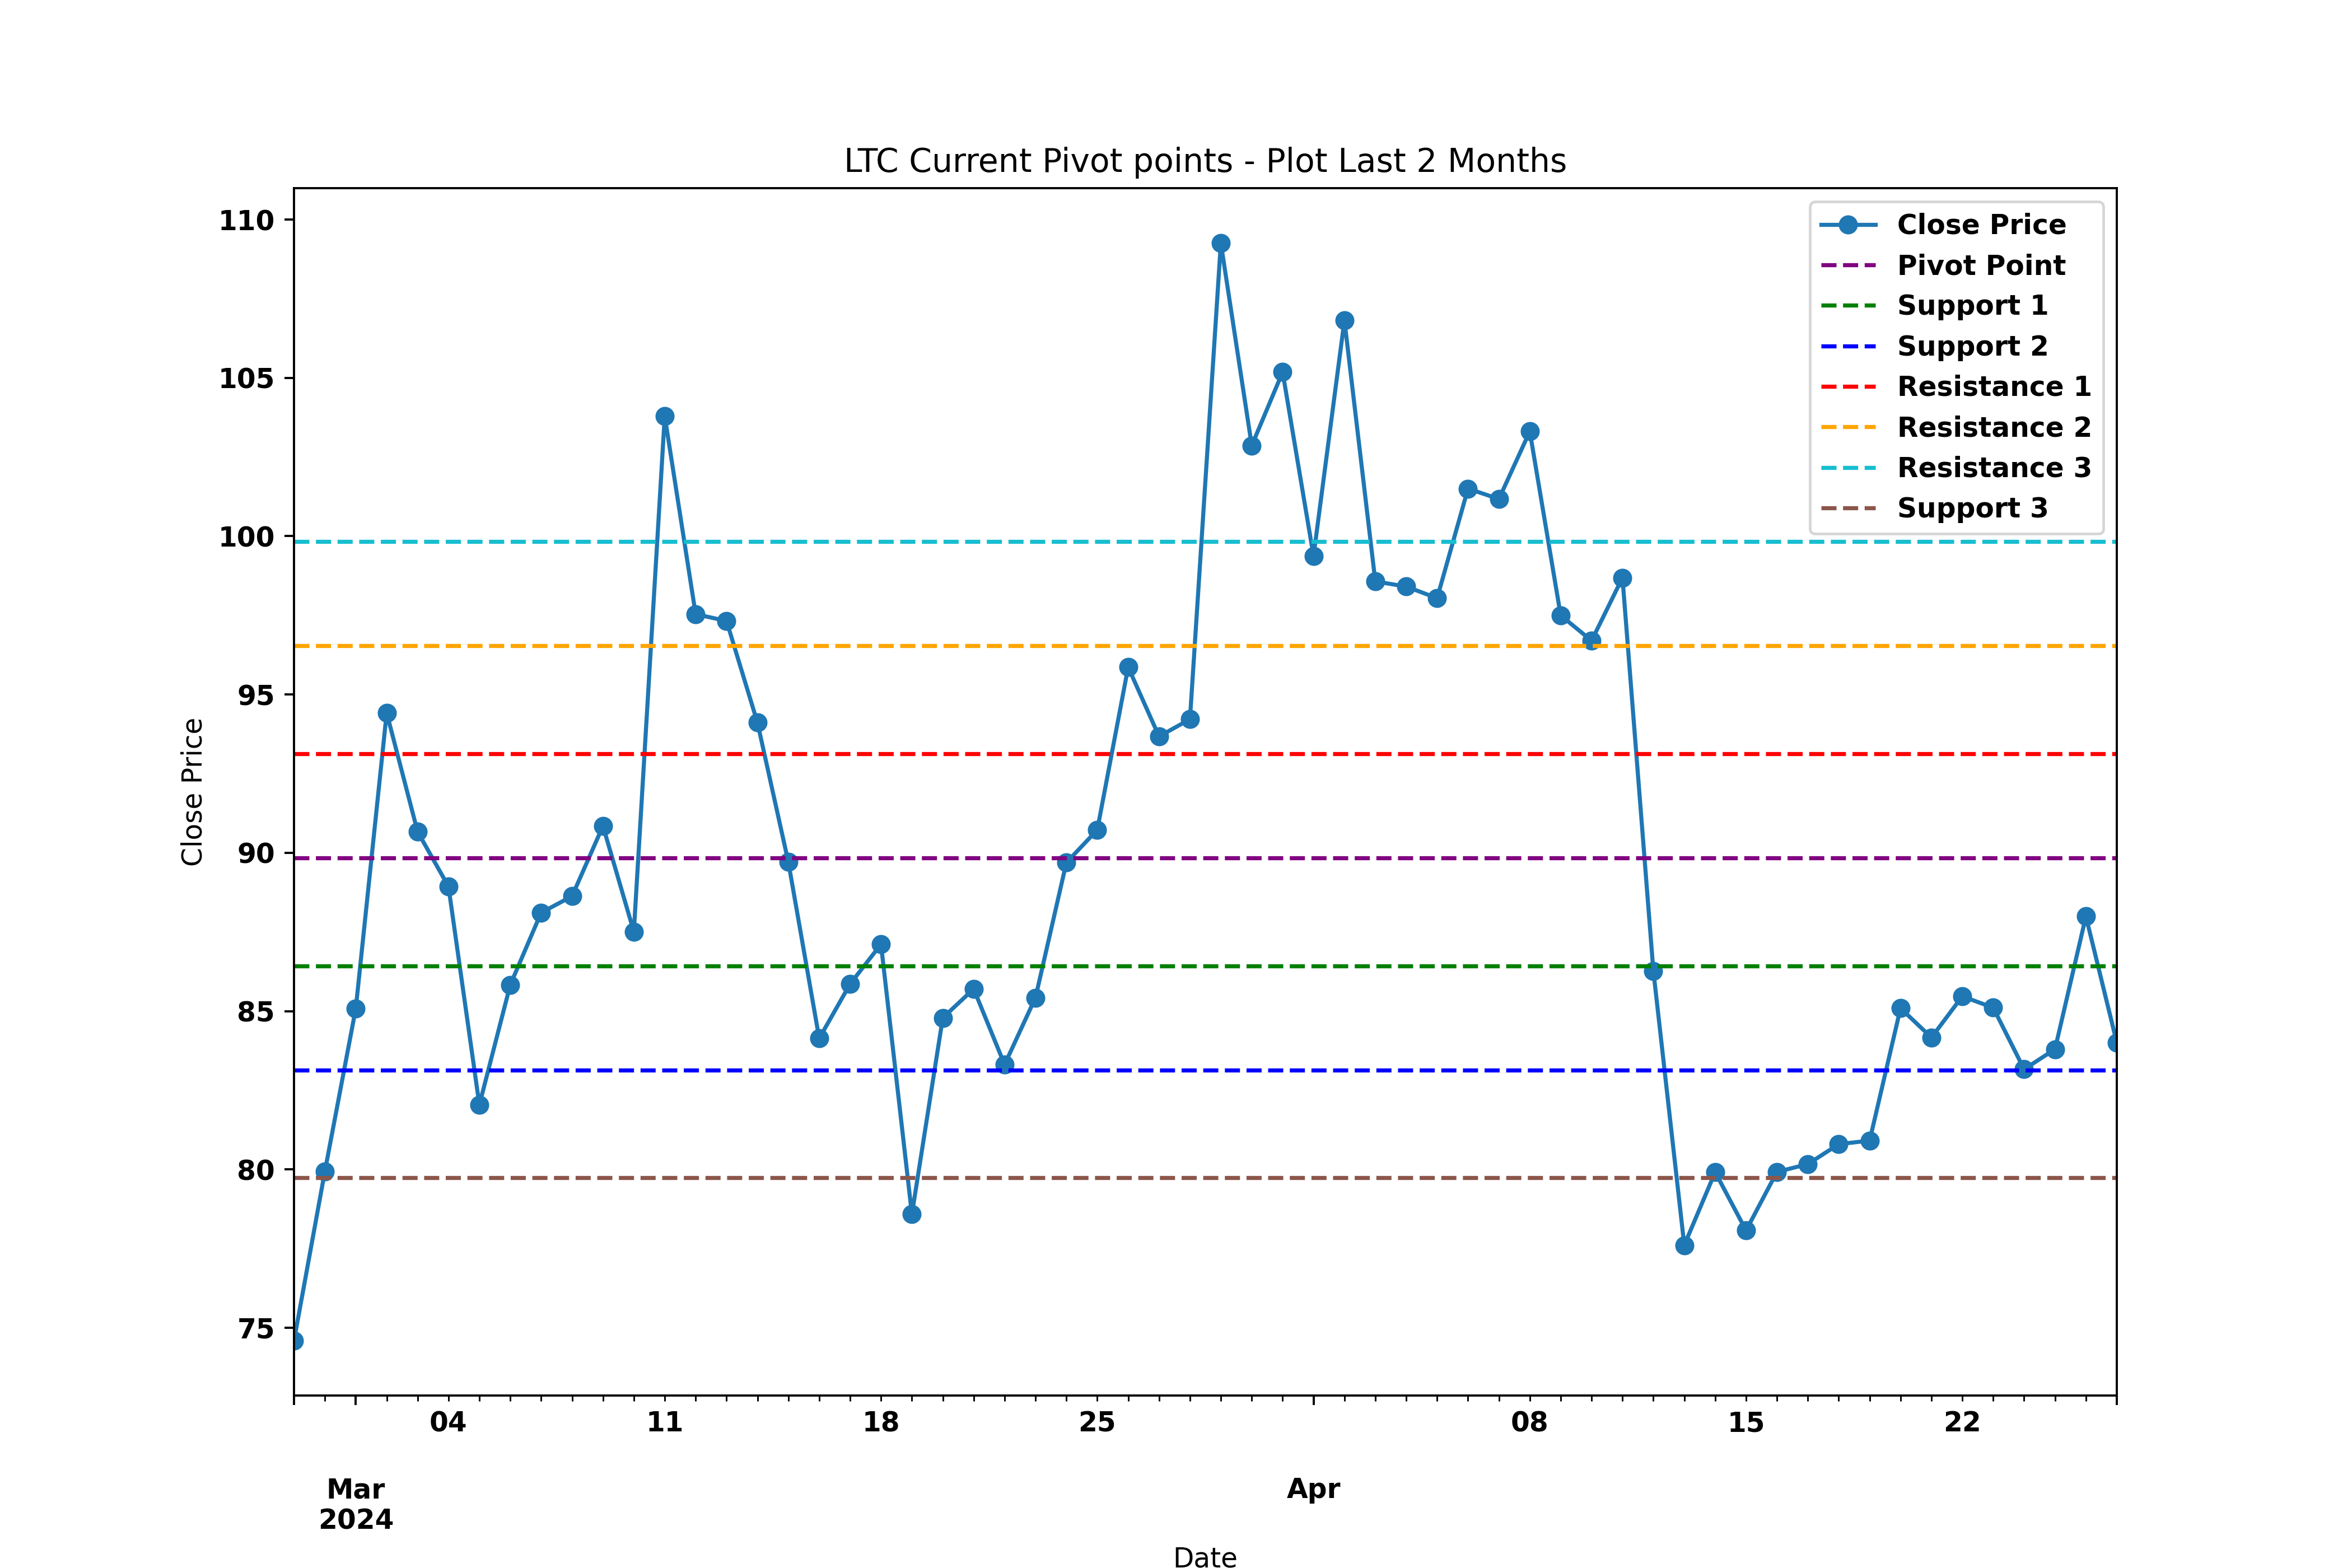 LTC Current Pivot points - Plot Last 2 Months
110
105
100
95
90
85
80
75
Close Price
Close Price
Pivot Point
Support 1
Support 2
Resistance 1
Resistance 2
Resistance 3
Support 3
04 11 18 25 08 15 22
Mar Apr
2024
Date